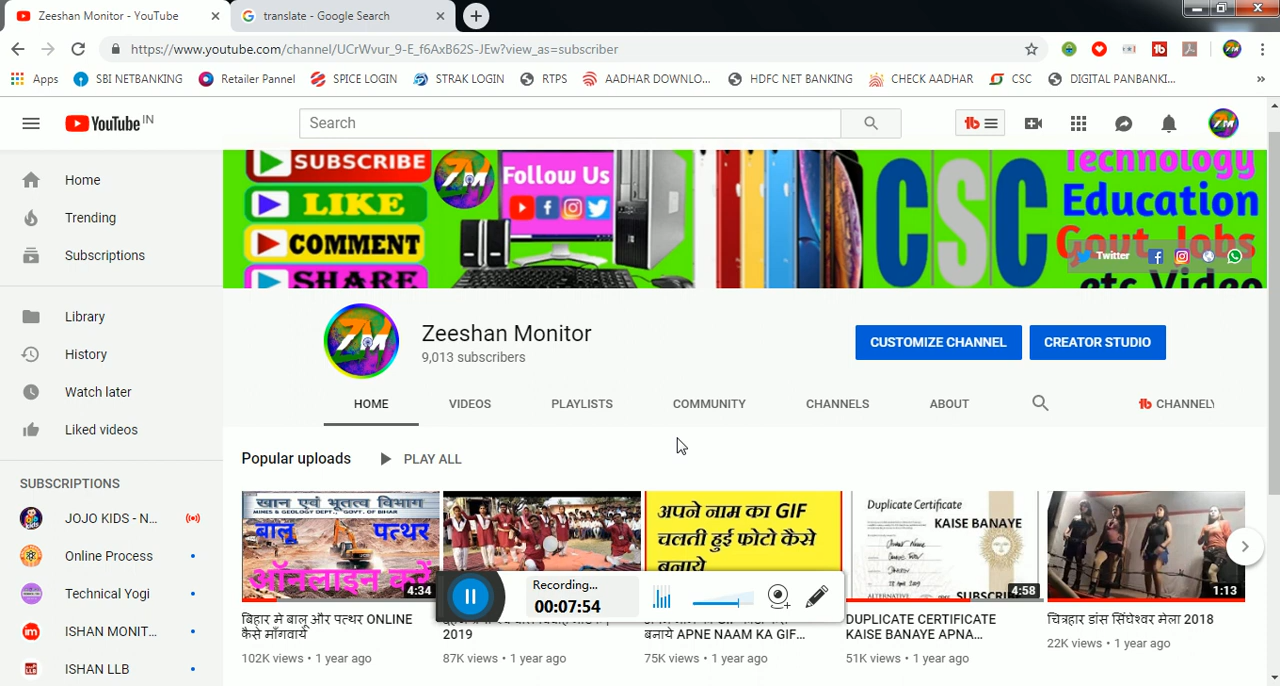 Zeeshan Monitor - YouTube
translate - Google Search
https://www.youtube.com/channel/UCrWvur_9-E_f6AxB62S-JEw?view_as=subscriber
Apps SBI NETBANKING Retailer Pannel SPICE LOGIN STRAK LOGIN RTPS AADHAR DOWNLO... HDFC NET BANKING CHECK AADHAR CSC DIGITAL PANBANKI... »
YouTube IN
Search
Home
Trending
Subscriptions
Library
History
Watch later
Liked videos
SUBSCRIPTIONS
JOJO KIDS - N...
Online Process
Technical Yogi
ISHAN MONIT...
ISHAN LLB
SUBSCRIBE
LIKE
COMMENT
SHARE
ZM
Follow Us
CSC
Technology
Education
Govt Jobs
etc Video
Twitter
ZM
Zeeshan Monitor
9,013 subscribers
CUSTOMIZE CHANNEL
CREATOR STUDIO
HOME VIDEOS PLAYLISTS COMMUNITY CHANNELS ABOUT
Popular uploads
PLAY ALL
खान एवं भूतत्व विभाग
MINES & GEOLOGY DEPT., GOVT. OF BIHAR
बालू पत्थर
ऑनलाइन करें
4:34
बिहार मे बालू और पत्थर ONLINE
कैसे माँगवाये
102K views • 1 year ago
2019
87K views • 1 year ago
अपने नाम का GIF
चलती हुई फोटो कैसे
बनाये
बनाये APNE NAAM KA GIF...
75K views • 1 year ago
Duplicate Certificate
KAISE BANAYE
4:58
DUPLICATE CERTIFICATE
KAISE BANAYE APNA...
51K views • 1 year ago
1:13
चित्रहार डांस सिंघेश्वर मेला 2018
22K views • 1 year ago
Recording...
00:07:54